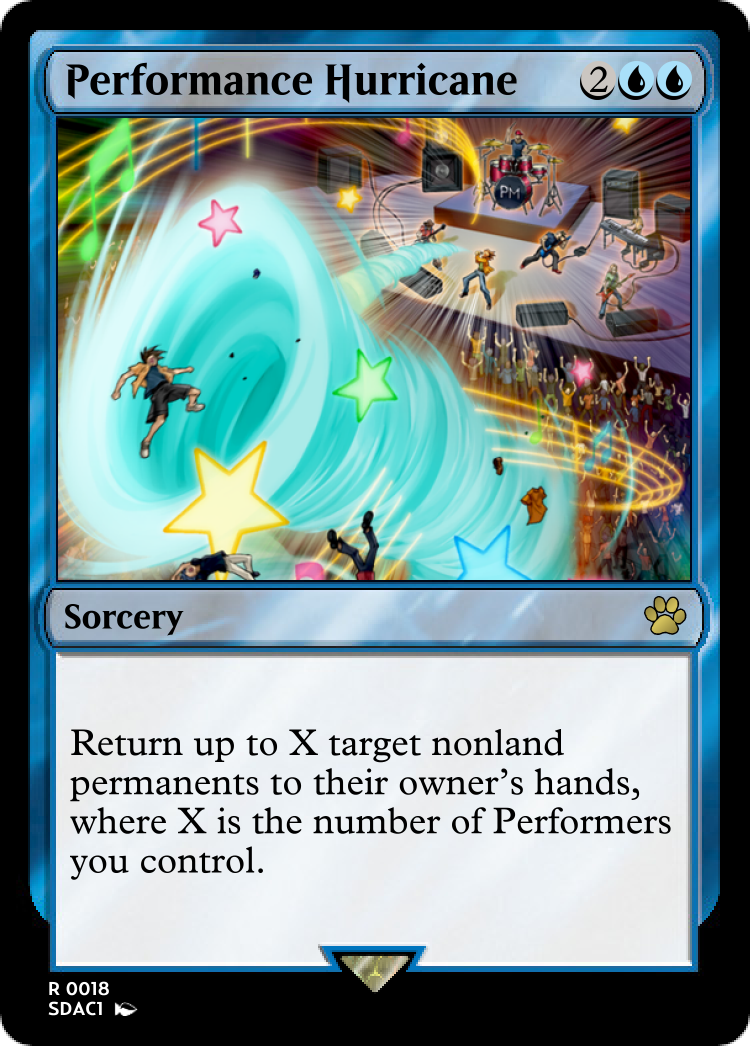 Performance Hurricane 2
PM
Sorcery
Return up to X target nonland
permanents to their owner's hands,
where X is the number of Performers
you control.
R 0018
SDAC1